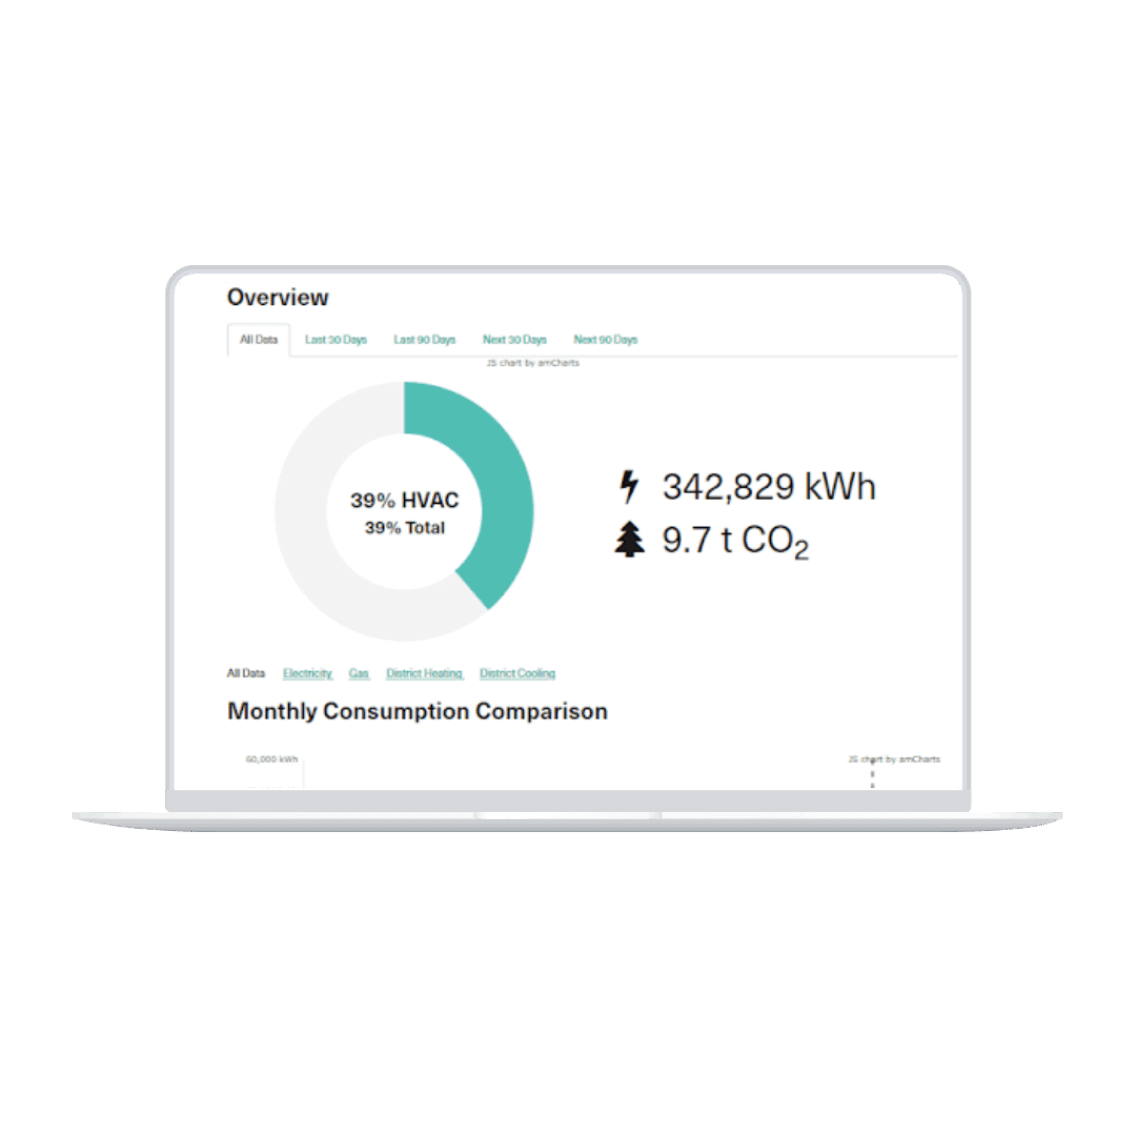 Overview
All Data Last 30 Days Last 90 Days Next 30 Days Next 90 Days
JS chart by amCharts
39% HVAC
39% Total
342,829 kWh
9.7 t CO₂
All Data Electricity Gas District Heating District Cooling
Monthly Consumption Comparison
60,000 kWh JS chart by amCharts